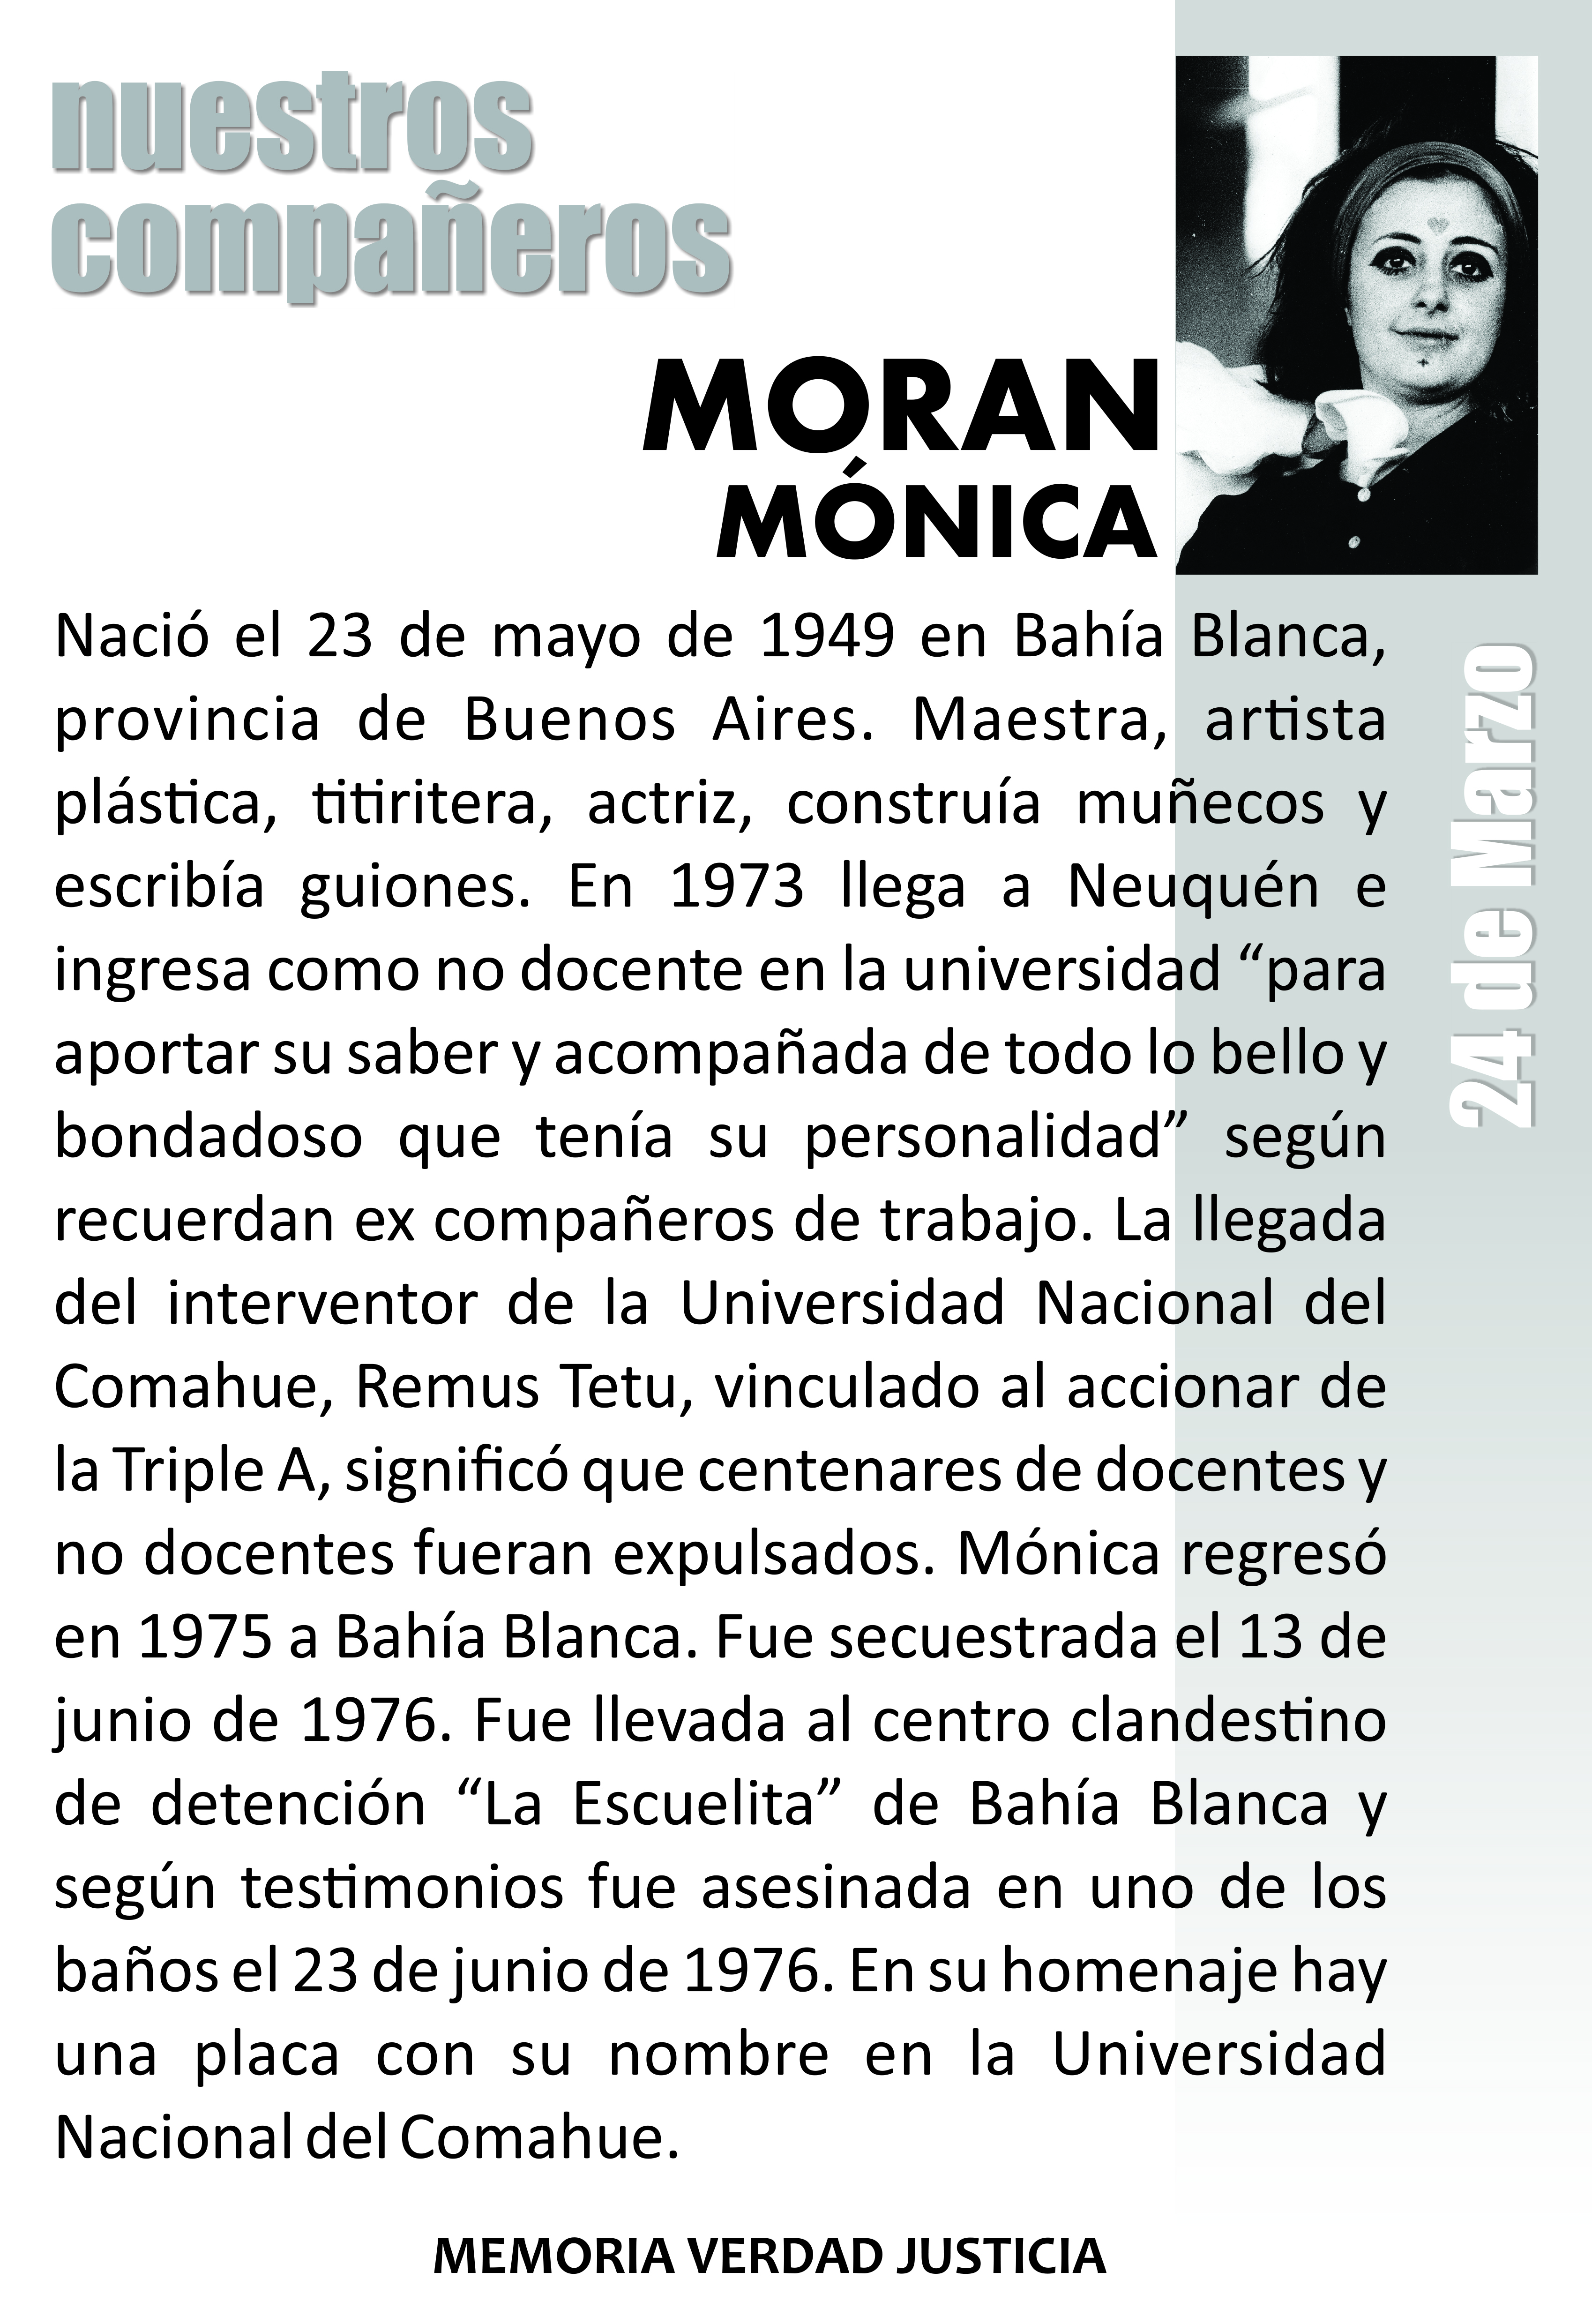 nuestros
compañeros
MORAN
MÓNICA
Nació el 23 de mayo de 1949 en Bahía Blanca,
provincia de Buenos Aires. Maestra, artista
plástica, titiritera, actriz, construía muñecos y
escribía guiones. En 1973 llega a Neuquén e
ingresa como no docente en la universidad “para
aportar su saber y acompañada de todo lo bello y
bondadoso que tenía su personalidad” según
recuerdan ex compañeros de trabajo. La llegada
del interventor de la Universidad Nacional del
Comahue, Remus Tetu, vinculado al accionar de
la Triple A, significó que centenares de docentes y
no docentes fueran expulsados. Mónica regresó
en 1975 a Bahía Blanca. Fue secuestrada el 13 de
junio de 1976. Fue llevada al centro clandestino
de detención “La Escuelita” de Bahía Blanca y
según testimonios fue asesinada en uno de los
baños el 23 de junio de 1976. En su homenaje hay
una placa con su nombre en la Universidad
Nacional del Comahue.
24 de Marzo
MEMORIA VERDAD JUSTICIA